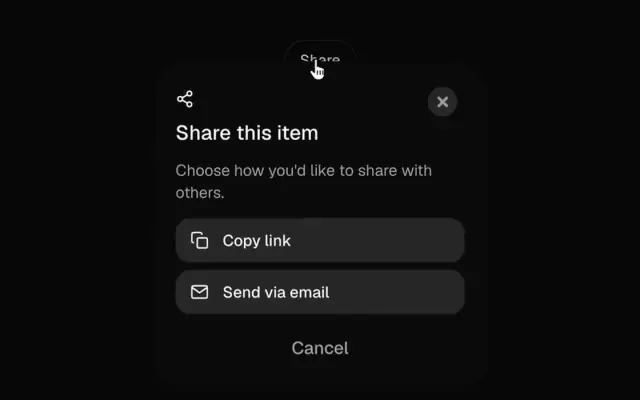 Share
Share this item
Choose how you'd like to share with
others.
Copy link
Send via email
Cancel